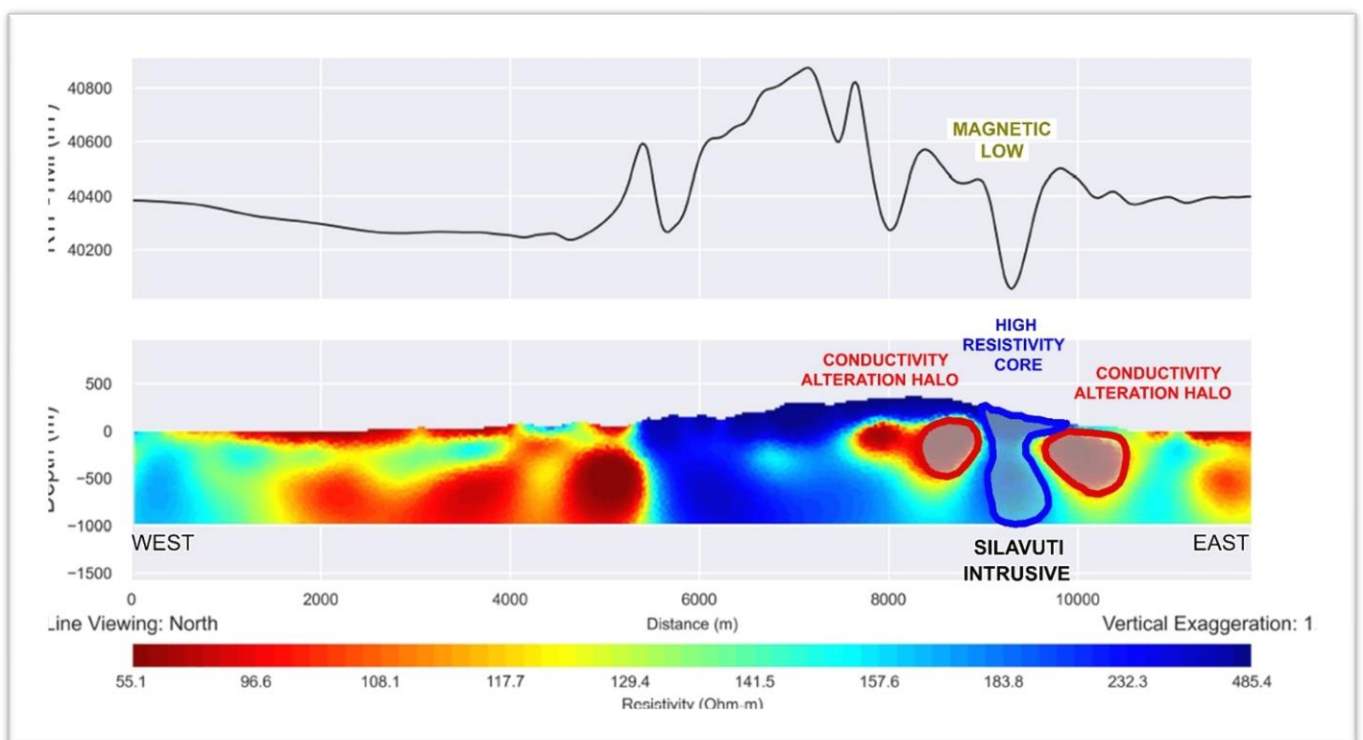 40800
40600
40400
40200
MAGNETIC
LOW
HIGH
RESISTIVITY
CORE
CONDUCTIVITY
ALTERATION HALO
CONDUCTIVITY
ALTERATION HALO
500
0
−500
−1000
−1500
WEST
EAST
SILAVUTI
INTRUSIVE
0 2000 4000 6000 8000 10000
Line Viewing: North
Distance (m)
Vertical Exaggeration: 1
55.1 96.6 108.1 117.7 129.4 141.5 157.6 183.8 232.3 485.4
Resistivity (Ohm-m)
Depth (m)